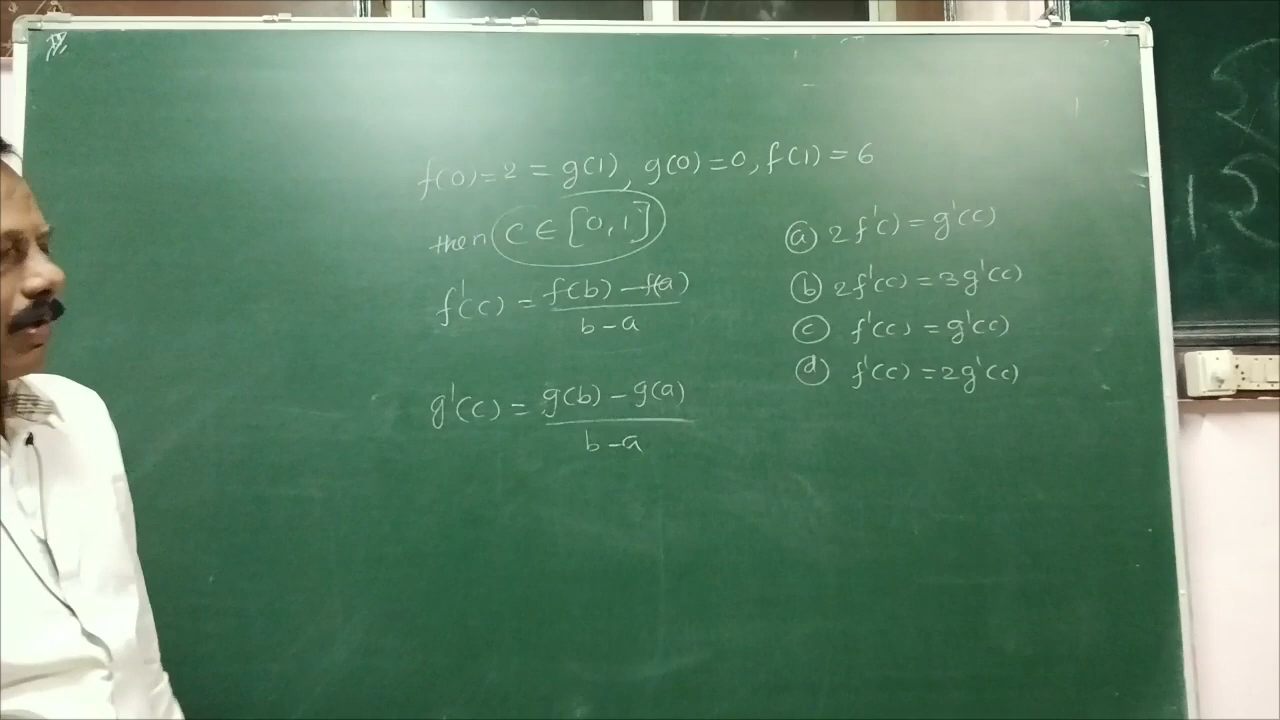 f(0)=2=g(1), g(0)=0, f(1)=6
then c∈[0,1]
f'(c) = f(b)-f(a) / b-a
g'(c) = g(b)-g(a) / b-a
(a) 2f'(c) = g'(c)
(b) 2f'(c) = 3g'(c)
(c) f'(c) = g'(c)
(d) f'(c) = 2g'(c)